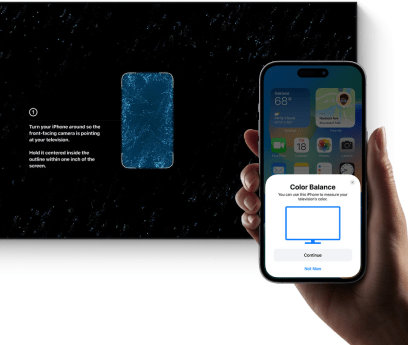 Turn your iPhone around so the
front-facing camera is pointing
at your television.
Hold it centered inside the
outline within one inch of the
screen.
68°
18
Color Balance
You can use this iPhone to measure your
television's color.
Continue
Not Now